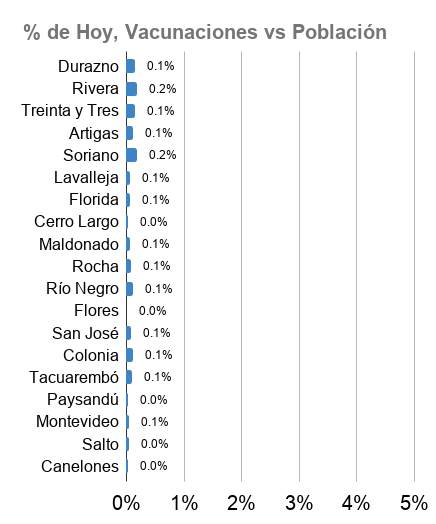 % de Hoy, Vacunaciones vs Población
Durazno 0.1%
Rivera 0.2%
Treinta y Tres 0.1%
Artigas 0.1%
Soriano 0.2%
Lavalleja 0.1%
Florida 0.1%
Cerro Largo 0.0%
Maldonado 0.1%
Rocha 0.1%
Río Negro 0.1%
Flores 0.0%
San José 0.1%
Colonia 0.1%
Tacuarembó 0.1%
Paysandú 0.0%
Montevideo 0.1%
Salto 0.0%
Canelones 0.0%
0% 1% 2% 3% 4% 5%